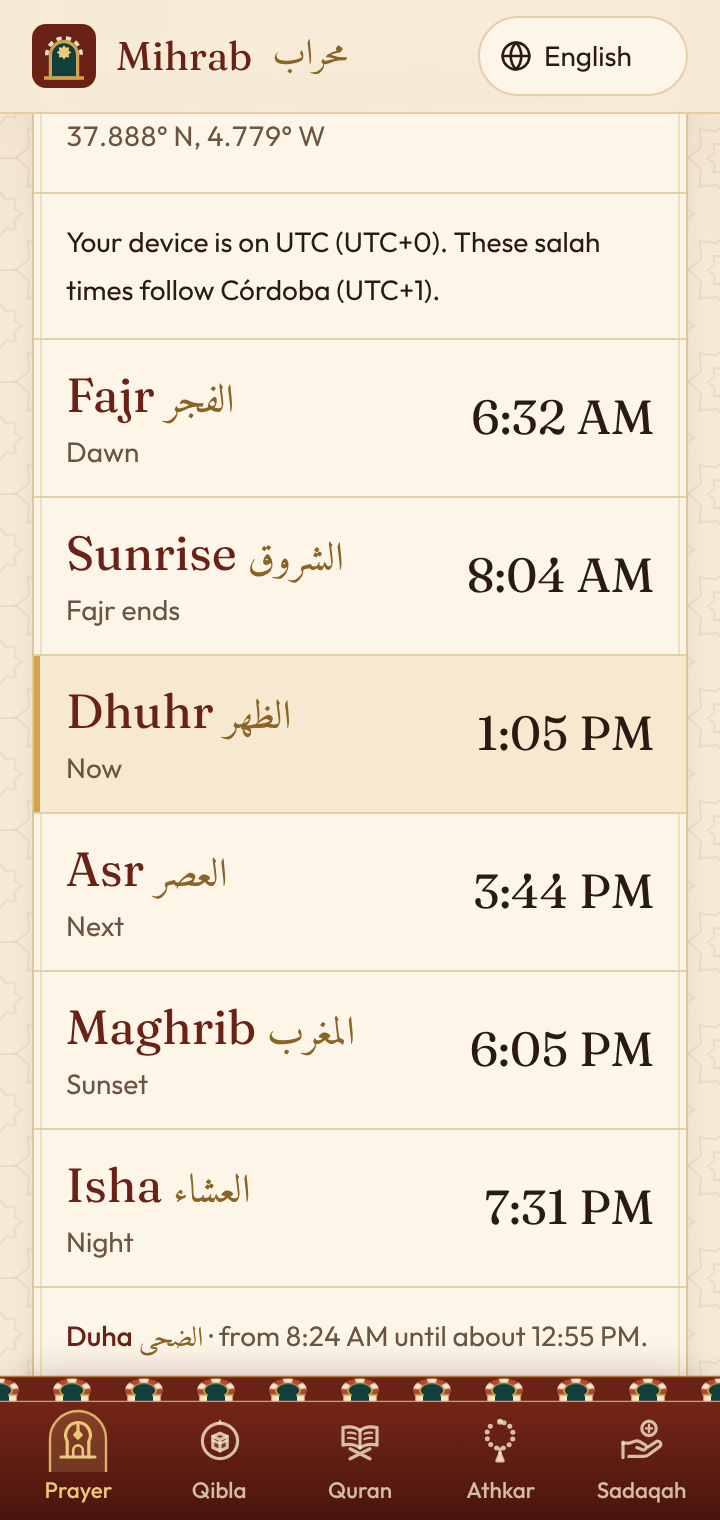 Mihrab محراب
English
37.888° N, 4.779° W
Your device is on UTC (UTC+0). These salah
times follow Córdoba (UTC+1).
Fajr الفجر
6:32 AM
Dawn
Sunrise الشروق
8:04 AM
Fajr ends
Dhuhr الظهر
1:05 PM
Now
Asr العصر
3:44 PM
Next
Maghrib المغرب
6:05 PM
Sunset
Isha العشاء
7:31 PM
Night
Duha الضحى · from 8:24 AM until about 12:55 PM.
Prayer
Qibla
Quran
Athkar
Sadaqah